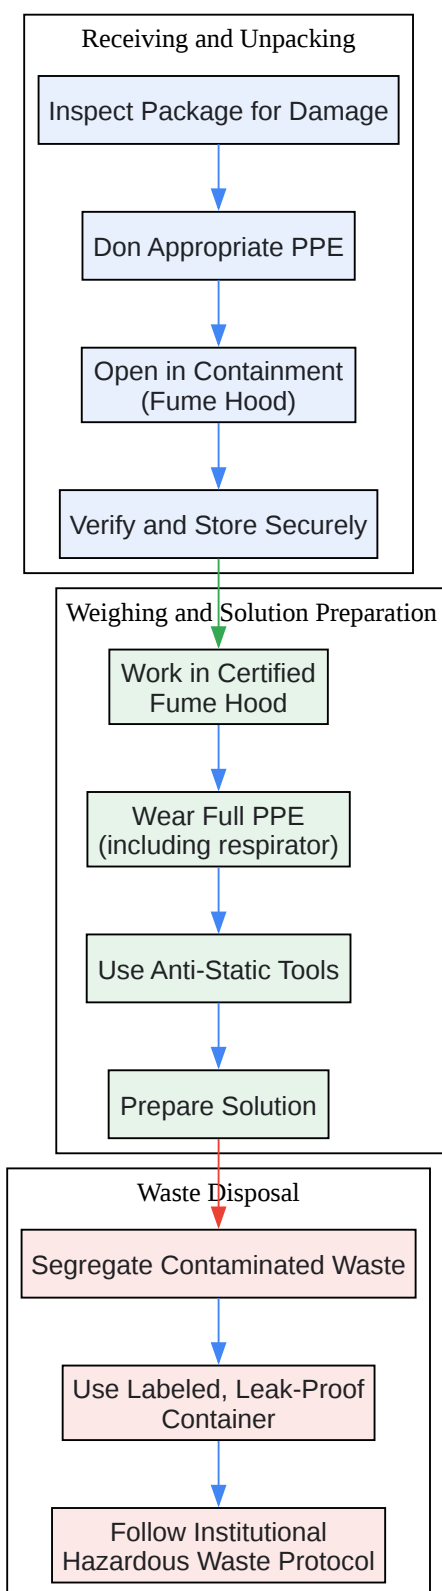 Receiving and Unpacking
Inspect Package for Damage
Don Appropriate PPE
Open in Containment
(Fume Hood)
Verify and Store Securely
Weighing and Solution Preparation
Work in Certified
Fume Hood
Wear Full PPE
(including respirator)
Use Anti-Static Tools
Prepare Solution
Waste Disposal
Segregate Contaminated Waste
Use Labeled, Leak-Proof
Container
Follow Institutional
Hazardous Waste Protocol